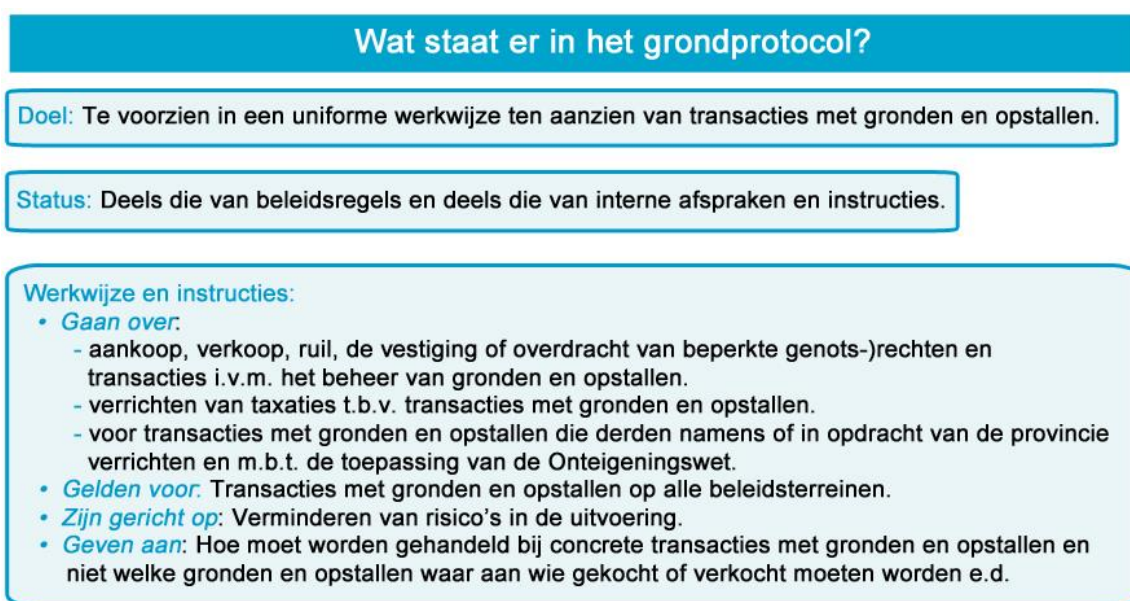 Wat staat er in het grondprotocol?
Doel: Te voorzien in een uniforme werkwijze ten aanzien van transacties met gronden en opstallen.
Status: Deels die van beleidsregels en deels die van interne afspraken en instructies.
Werkwijze en instructies:
• Gaan over:
- aankoop, verkoop, ruil, de vestiging of overdracht van beperkte genots-)rechten en
transacties i.v.m. het beheer van gronden en opstallen.
- verrichten van taxaties t.b.v. transacties met gronden en opstallen.
- voor transacties met gronden en opstallen die derden namens of in opdracht van de provincie
verrichten en m.b.t. de toepassing van de Onteigeningswet.
• Gelden voor: Transacties met gronden en opstallen op alle beleidsterreinen.
• Zijn gericht op: Verminderen van risico's in de uitvoering.
• Geven aan: Hoe moet worden gehandeld bij concrete transacties met gronden en opstallen en
niet welke gronden en opstallen waar aan wie gekocht of verkocht moeten worden e.d.